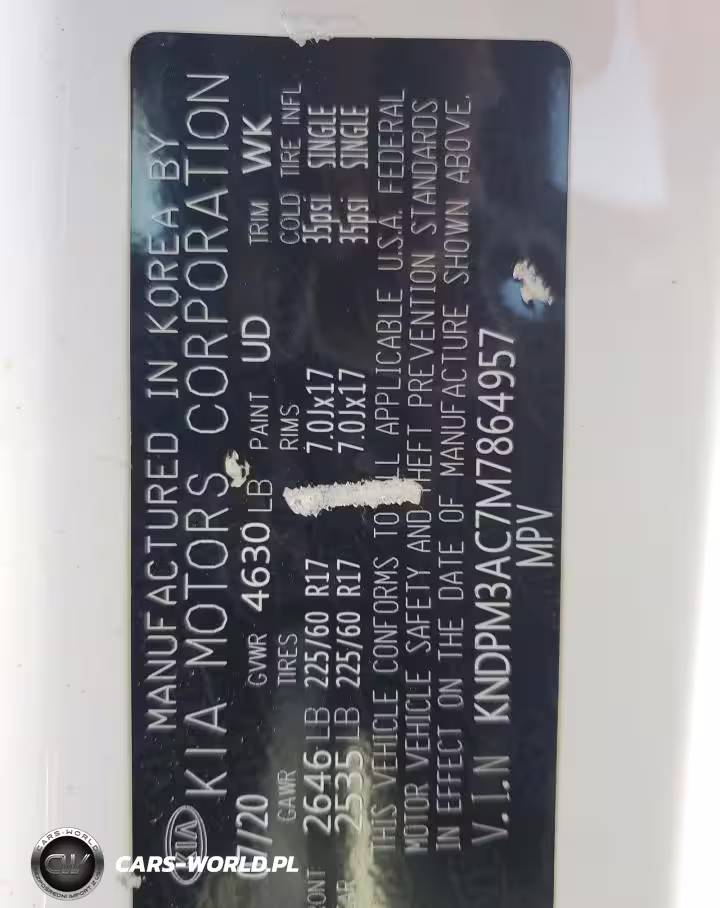 MANUFACTURED IN KOREA BY
KIA KIA MOTORS CORPORATION
7/20 GVWR 4630 LB PAINT UD TRIM WK
GAWR TIRES RIMS COLD TIRE INFL
2646 LB 225/60 R17 7.0Jx17 35psi SINGLE
2535 LB 225/60 R17 7.0Jx17 35psi SINGLE
THIS VEHICLE CONFORMS TO APPLICABLE U.S.A. FEDERAL
MOTOR VEHICLE SAFETY AND THEFT PREVENTION STANDARDS
IN EFFECT ON THE DATE OF MANUFACTURE SHOWN ABOVE.
V.I.N KNDPM3AC7M7864957
MPV
CARS-WORLD
CW
CARS-WORLD.PL